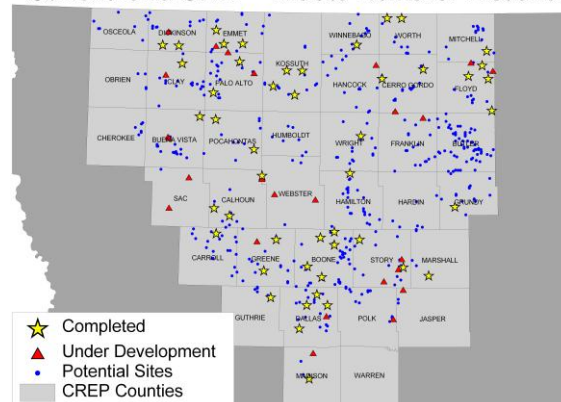 OSCEOLA
DICKINSON
EMMET
WINNEBAGO
WORTH
MITCHELL
KOSSUTH
OBRIEN
CLAY
PALO ALTO
HANCOCK
CERRO GORDO
FLOYD
CHEROKEE
BUENA VISTA
POCAHONTAS
HUMBOLDT
WRIGHT
FRANKLIN
BUTLER
SAC
CALHOUN
WEBSTER
HAMILTON
HARDIN
GRUNDY
CARROLL
GREENE
BOONE
STORY
MARSHALL
GUTHRIE
DALLAS
POLK
JASPER
MADISON
WARREN
Completed
Under Development
Potential Sites
CREP Counties